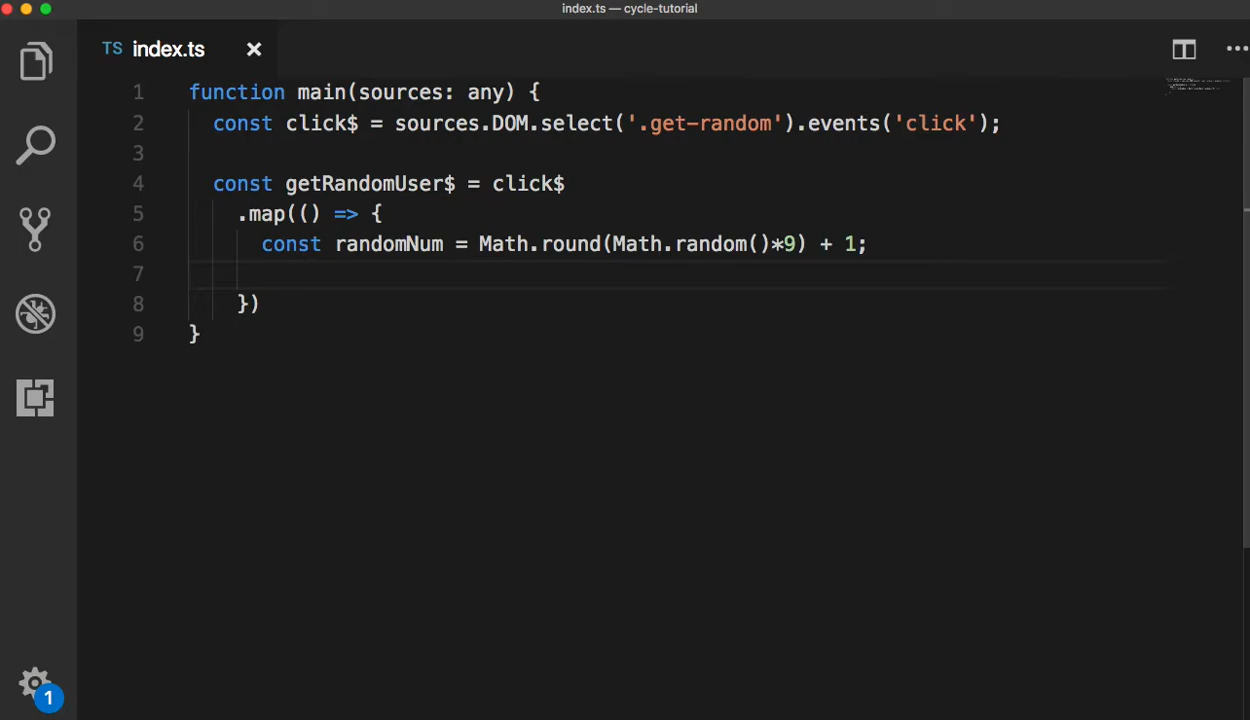 index.ts — cycle-tutorial
TS index.ts
1 function main(sources: any) {
2 const click$ = sources.DOM.select('.get-random').events('click');
3
4 const getRandomUser$ = click$
5 .map(() => {
6 const randomNum = Math.round(Math.random()*9) + 1;
7
8 })
9 }
1